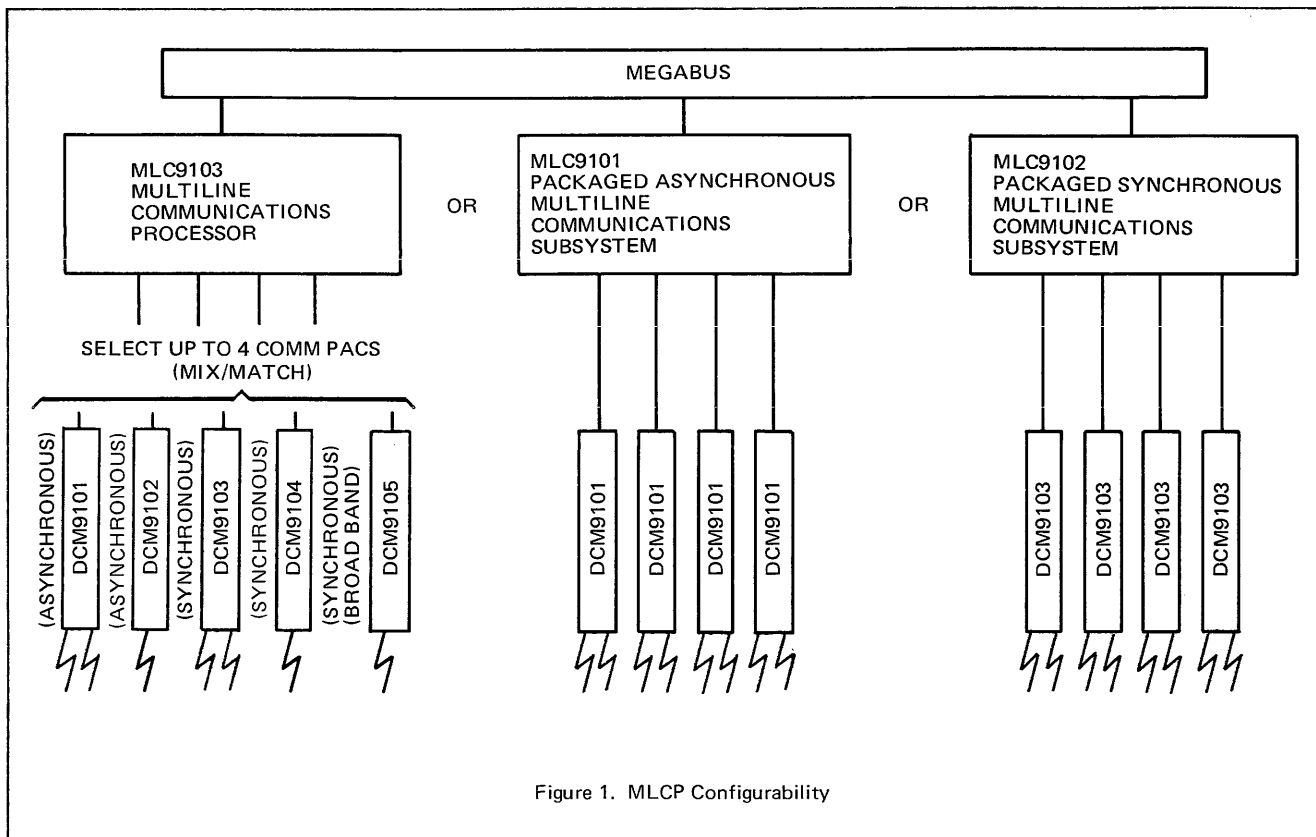 MEGABUS
MLC9103
MULTILINE
COMMUNICATIONS
PROCESSOR
OR
MLC9101
PACKAGED ASYNCHRONOUS
MULTILINE
COMMUNICATIONS
SUBSYSTEM
OR
MLC9102
PACKAGED SYNCHRONOUS
MULTILINE
COMMUNICATIONS
SUBSYSTEM
SELECT UP TO 4 COMM PACS
(MIX/MATCH)
(ASYNCHRONOUS)
DCM9101
(ASYNCHRONOUS)
DCM9102
(SYNCHRONOUS)
DCM9103
(SYNCHRONOUS)
DCM9104
(SYNCHRONOUS)
(BROAD BAND)
DCM9105
DCM9101
DCM9101
DCM9101
DCM9101
DCM9103
DCM9103
DCM9103
DCM9103
Figure 1. MLCP Configurability